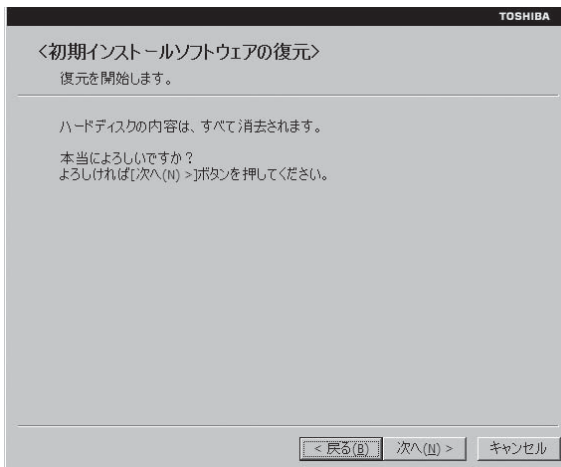 TOSHIBA
<初期インストールソフトウェアの復元>
復元を開始します。
ハードディスクの内容は、すべて消去されます。
本当によろしいですか？
よろしければ[次へ(N) >]ボタンを押してください。
< 戻る(B) 次へ(N) > キャンセル